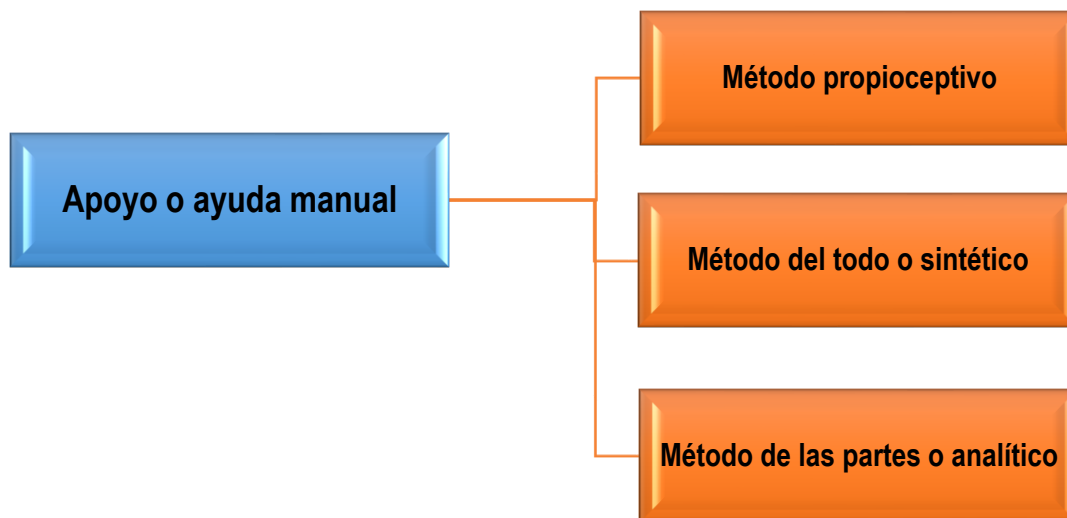 Método propioceptivo
Apoyo o ayuda manual
Método del todo o sintético
Método de las partes o analítico